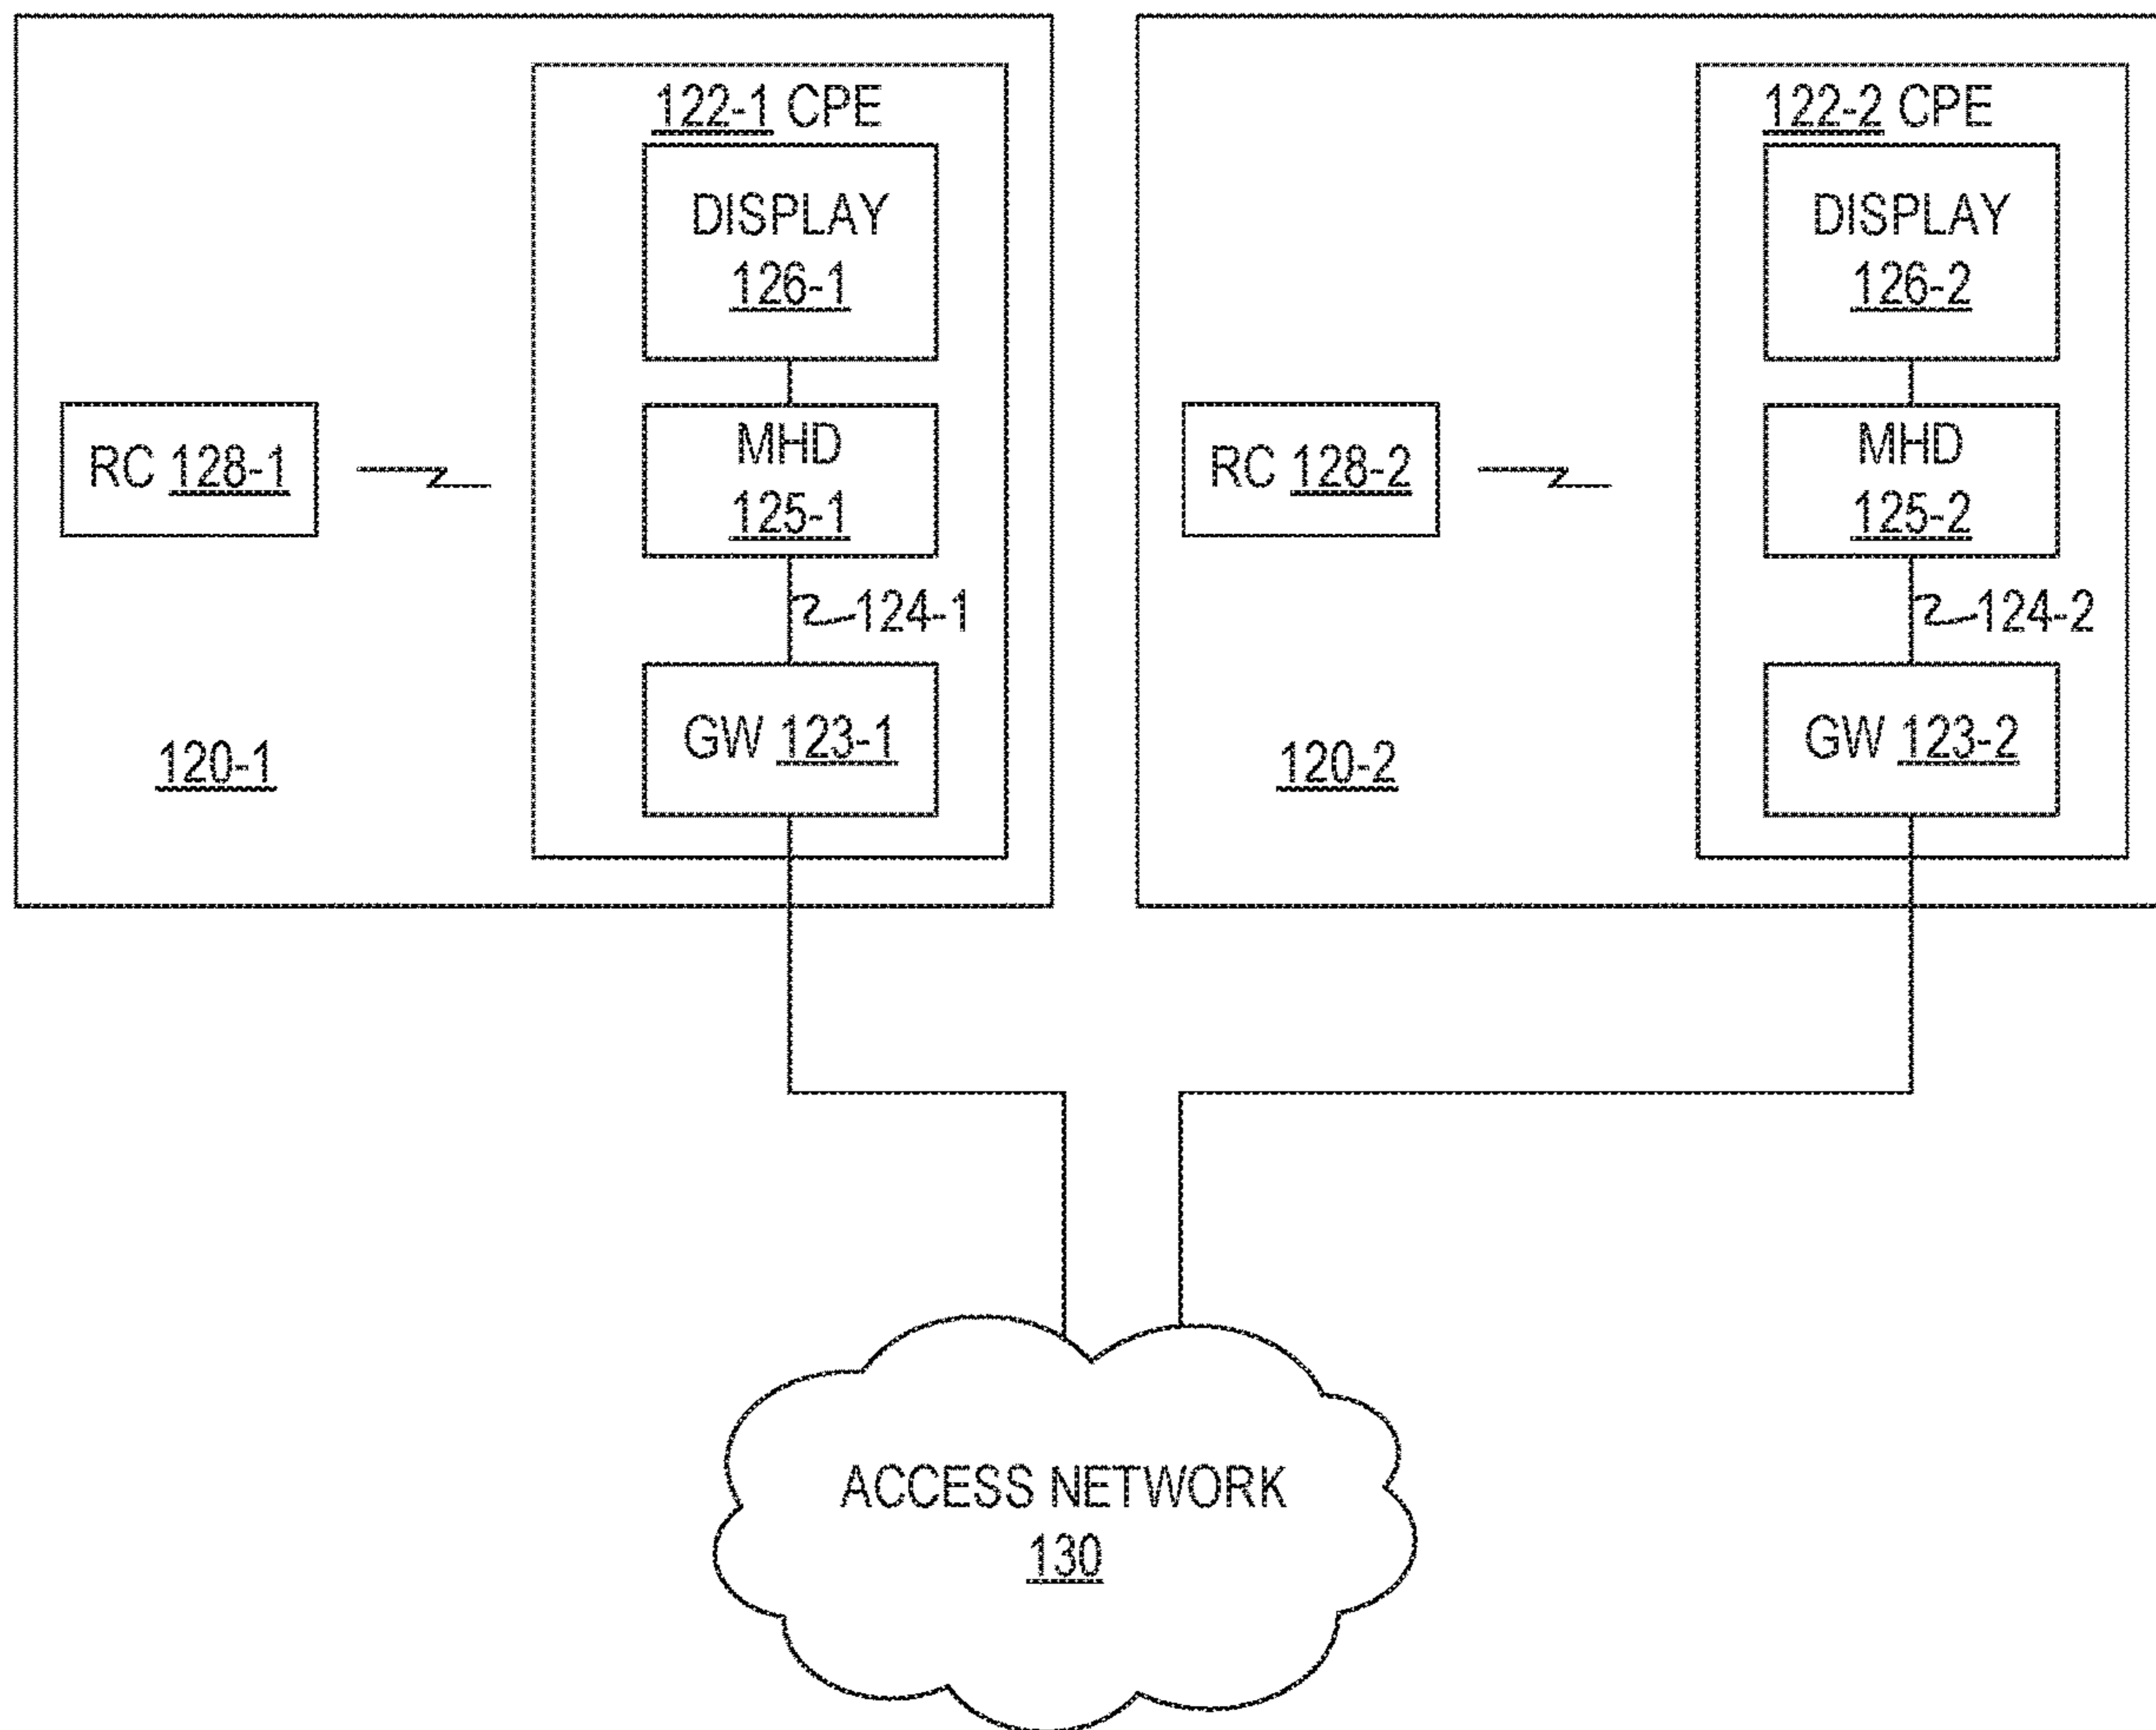 122-1 CPE
DISPLAY
126-1
RC 128-1
MHD
125-1
124-1
GW 123-1
120-1
122-2 CPE
DISPLAY
126-2
RC 128-2
MHD
125-2
124-2
GW 123-2
120-2
ACCESS NETWORK
130